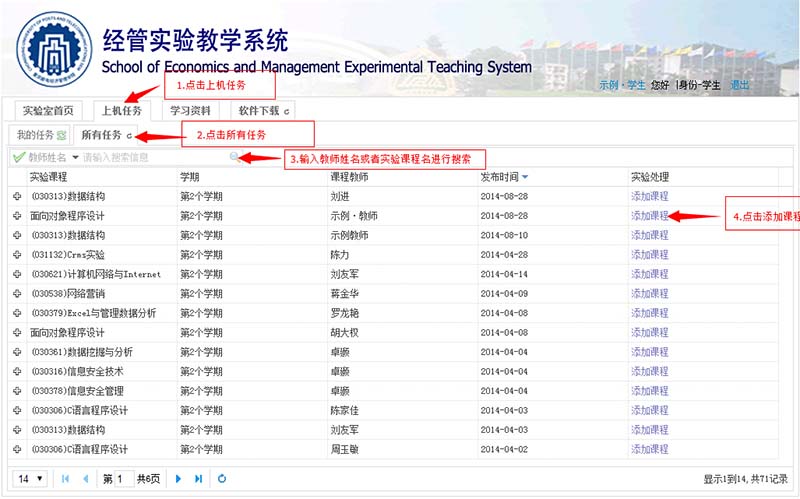 经管实验教学系统
School of Economics and Management Experimental Teaching System
1.点击上机任务
示例·学生 您好 |身份-学生 退出
实验室首页 上机任务 学习资料 软件下载
我的任务 所有任务 2.点击所有任务
教师姓名 请输入搜索信息 3.输入教师姓名或者实验课程名进行搜索
实验课程 学期 课程教师 发布时间 实验处理
(030313)数据结构 第2个学期 刘进 2014-08-28 添加课程
面向对象程序设计 第2个学期 示例·教师 2014-08-28 添加课程 4.点击添加课程
(030313)数据结构 第2个学期 示例教师 2014-08-10 添加课程
(031132)Crms实验 第2个学期 陈力 2014-04-28 添加课程
(030621)计算机网络与Internet 第2个学期 刘友军 2014-04-14 添加课程
(030538)网络营销 第2个学期 蒋金华 2014-04-09 添加课程
(030379)Excel与管理数据分析 第2个学期 罗龙艳 2014-04-08 添加课程
面向对象程序设计 第2个学期 胡大权 2014-04-08 添加课程
(030361)数据挖掘与分析 第2个学期 2014-04-04 添加课程
(030316)信息安全技术 第2个学期 2014-04-04 添加课程
(030378)信息安全管理 第2个学期 2014-04-04 添加课程
(030306)C语言程序设计 第2个学期 陈家佳 2014-04-03 添加课程
(030313)数据结构 第2个学期 刘友军 2014-04-03 添加课程
(030306)C语言程序设计 第2个学期 周玉敏 2014-04-02 添加课程
14 第 1 共6页 显示1到14,共71记录